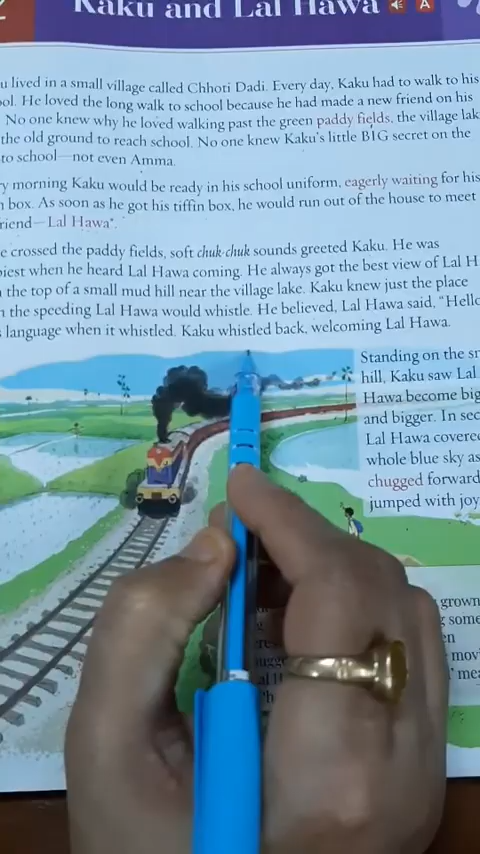 Kaku and Lal Hawa
A
u lived in a small village called Chhoti Dadi. Every day, Kaku had to walk to his
ol. He loved the long walk to school because he had made a new friend on his
No one knew why he loved walking past the green paddy fields, the village lak
the old ground to reach school. No one knew Kaku's little BIG secret on the
to school—not even Amma.
y morning Kaku would be ready in his school uniform, eagerly waiting for his
box. As soon as he got his tiffin box, he would run out of the house to meet
riend—Lal Hawa*.
e crossed the paddy fields, soft chuk-chuk sounds greeted Kaku. He was
piest when he heard Lal Hawa coming. He always got the best view of Lal H
the top of a small mud hill near the village lake. Kaku knew just the place
n the speeding Lal Hawa would whistle. He believed, Lal Hawa said, "Hello
language when it whistled. Kaku whistled back, welcoming Lal Hawa.
Standing on the sm
hill, Kaku saw Lal
Hawa become big
and bigger. In sec
Lal Hawa covere
whole blue sky as
chugged forward
jumped with joy
grown
some
en
mov
' mea